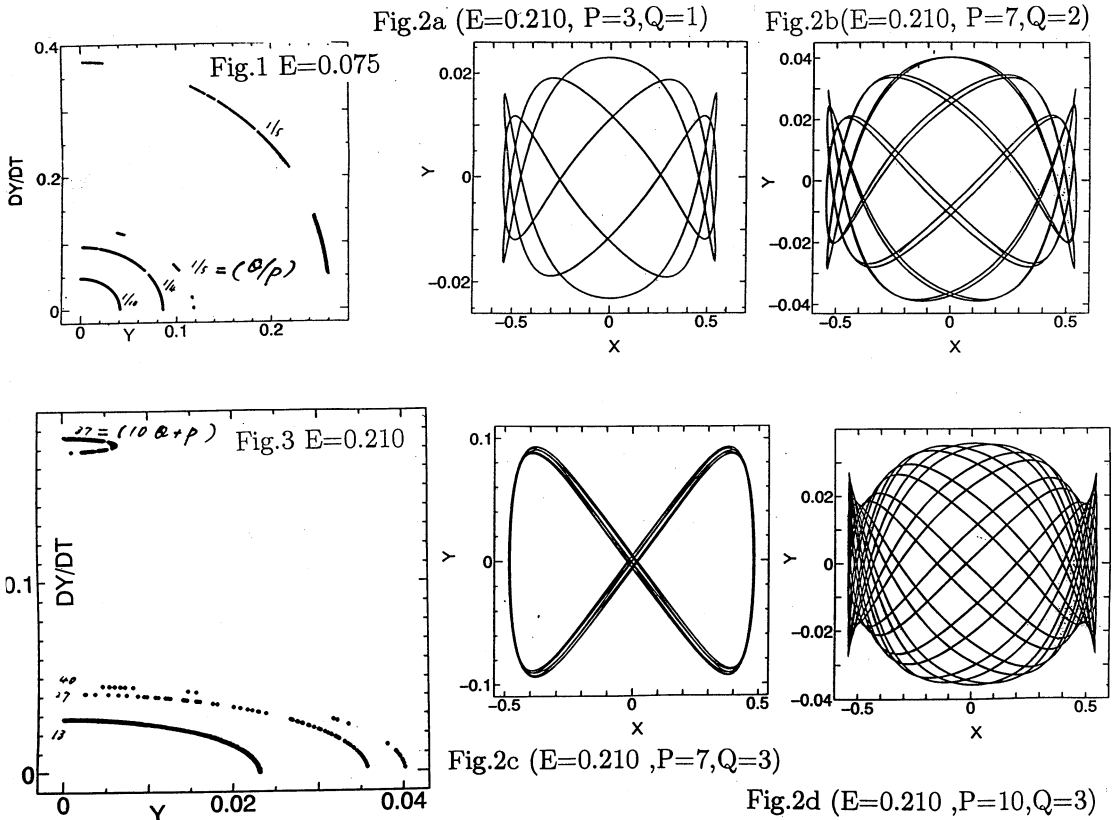 Fig.2a (E=0.210, P=3,Q=1)
Fig.2b(E=0.210, P=7,Q=2)
Fig.1 E=0.075
0.4
0.2
0
DY/DT
0
0.1
0.2
Y
1/5
1/5 = (Q/P)
1/10
1/4
0.02
0
−0.02
Y
−0.5
0
0.5
X
0.04
0.02
0
−0.02
−0.04
Y
−0.5
0
0.5
X
27 = (10 Q+P)
Fig.3 E=0.210
0.1
0
DY/DT
40
27
13
0
0.02
0.04
Y
0.1
0
−0.1
Y
−0.5
0
0.5
X
0.02
0
−0.02
−0.04
Y
−0.5
0
0.5
X
Fig.2c (E=0.210 ,P=7,Q=3)
Fig.2d (E=0.210 ,P=10,Q=3)